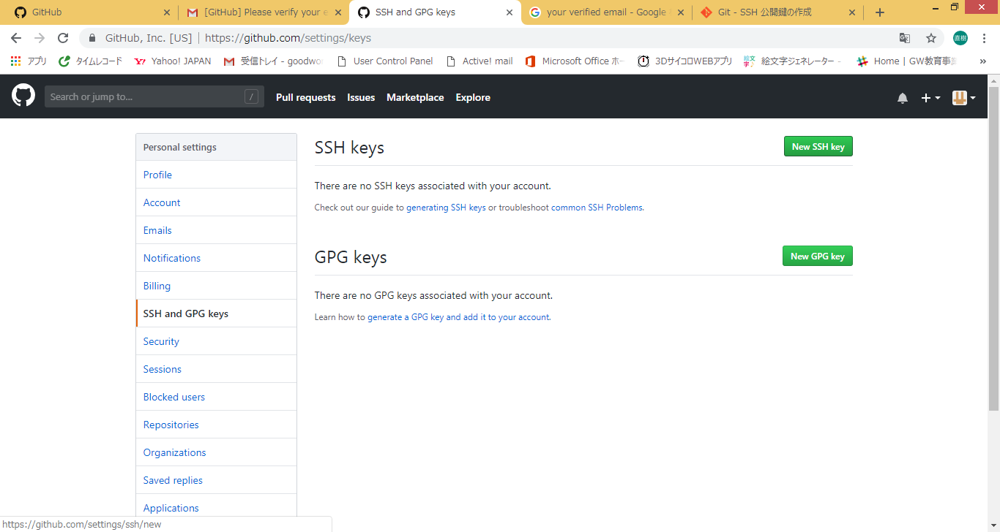 GitHub
[GitHub] Please verify your e
SSH and GPG keys
your verified email - Google
Git - SSH 公開鍵の作成
GitHub, Inc. [US] | https://github.com/settings/keys
直樹
アプリ
タイムレコード
Yahoo! JAPAN
受信トレイ - goodwo
User Control Panel
Active! mail
Microsoft Office ホー
3DサイコロWEBアプリ
絵文字ジェネレーター -
Home | GW教育事業
Search or jump to...
/
Pull requests
Issues
Marketplace
Explore
Personal settings
Profile
Account
Emails
Notifications
Billing
SSH and GPG keys
Security
Sessions
Blocked users
Repositories
Organizations
Saved replies
Applications
SSH keys
New SSH key
There are no SSH keys associated with your account.
Check out our guide to generating SSH keys or troubleshoot common SSH Problems.
GPG keys
New GPG key
There are no GPG keys associated with your account.
Learn how to generate a GPG key and add it to your account.
https://github.com/settings/ssh/new